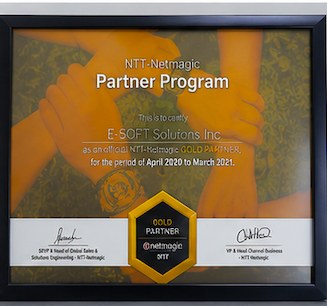 NTT-Netmagic
Partner Program
This is to certify
E-SOFT Solutions Inc
as an official NTT-Netmagic GOLD PARTNER,
for the period of April 2020 to March 2021.
GOLD
PARTNER
netmagic
NTT
SEVP & Head of Global Sales &
Solutions Engineering - NTT-Netmagic
VP & Head Channel Business
- NTT Netmagic